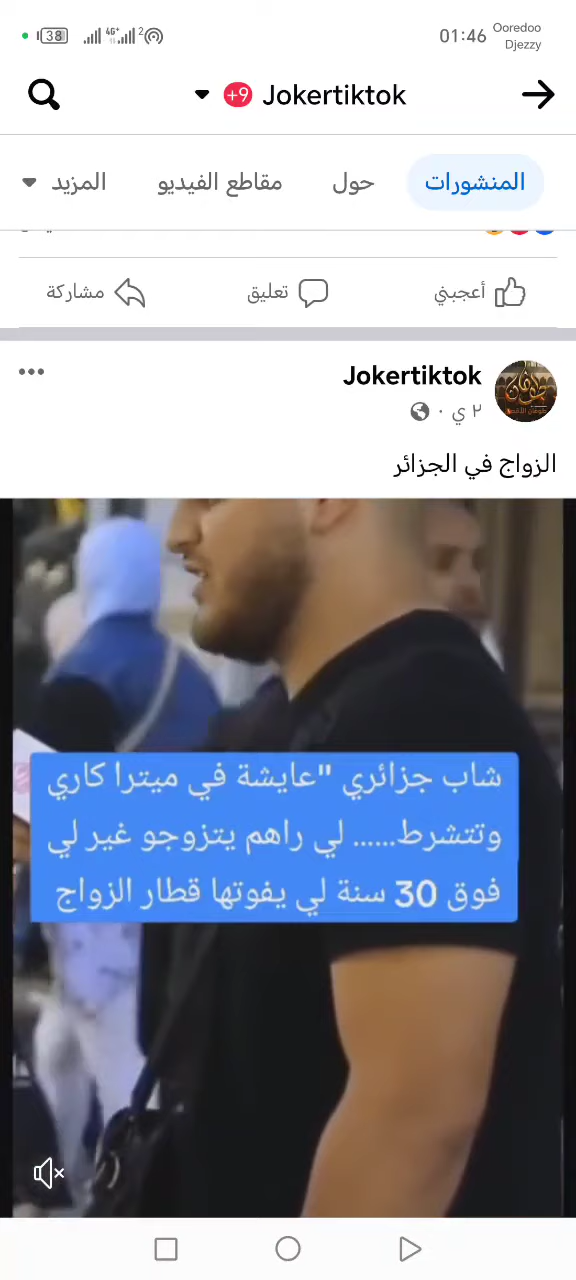 38
4G+
2
01:46
Ooredoo
Djezzy
+9 Jokertiktok
المنشورات
حول
مقاطع الفيديو
المزيد
أعجبني
تعليق
مشاركة
Jokertiktok
٢ ي ·
الزواج في الجزائر
شاب جزائري "عايشة في ميترا كاري
وتتشرط...... لي راهم يتزوجو غير لي
فوق 30 سنة لي يفوتها قطار الزواج